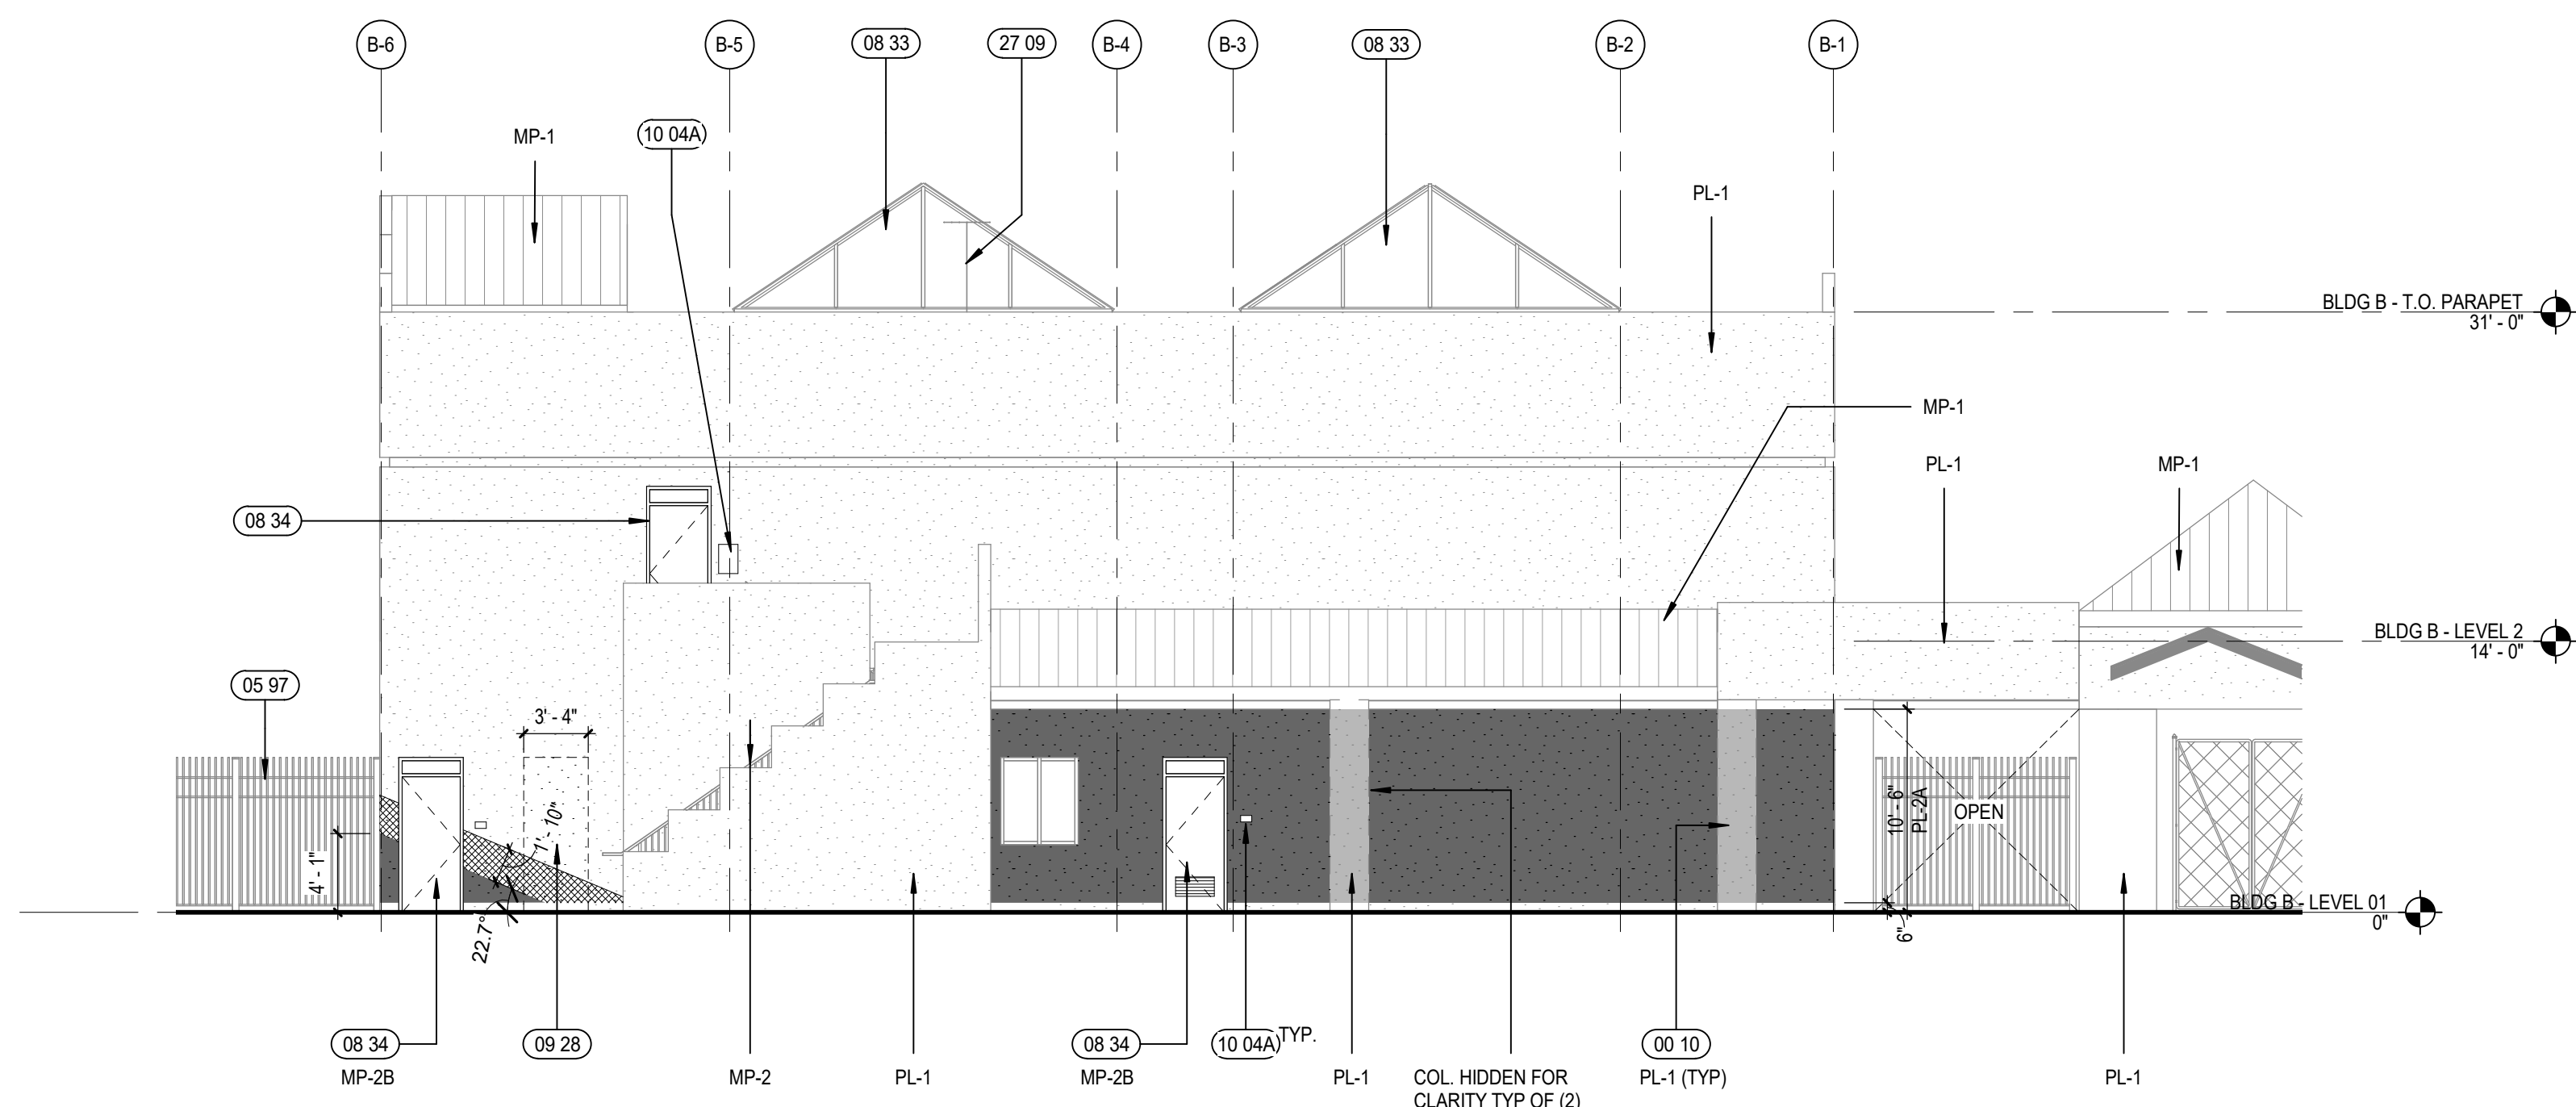 B-6
B-5
08 33
27 09
B-4
B-3
08 33
B-2
B-1
MP-1
10 04A
PL-1
BLDG B - T.O. PARAPET
31' - 0"
MP-1
PL-1
MP-1
08 34
BLDG B - LEVEL 2
14' - 0"
05 97
3' - 4"
1' - 10"
4' - 1"
22.7°
10' - 6"
PL-2A
OPEN
6"
BLDG B - LEVEL 01
0"
08 34
MP-2B
09 28
MP-2
PL-1
08 34
MP-2B
10 04A TYP.
PL-1
COL. HIDDEN FOR
CLARITY TYP OF (2)
00 10
PL-1 (TYP)
PL-1